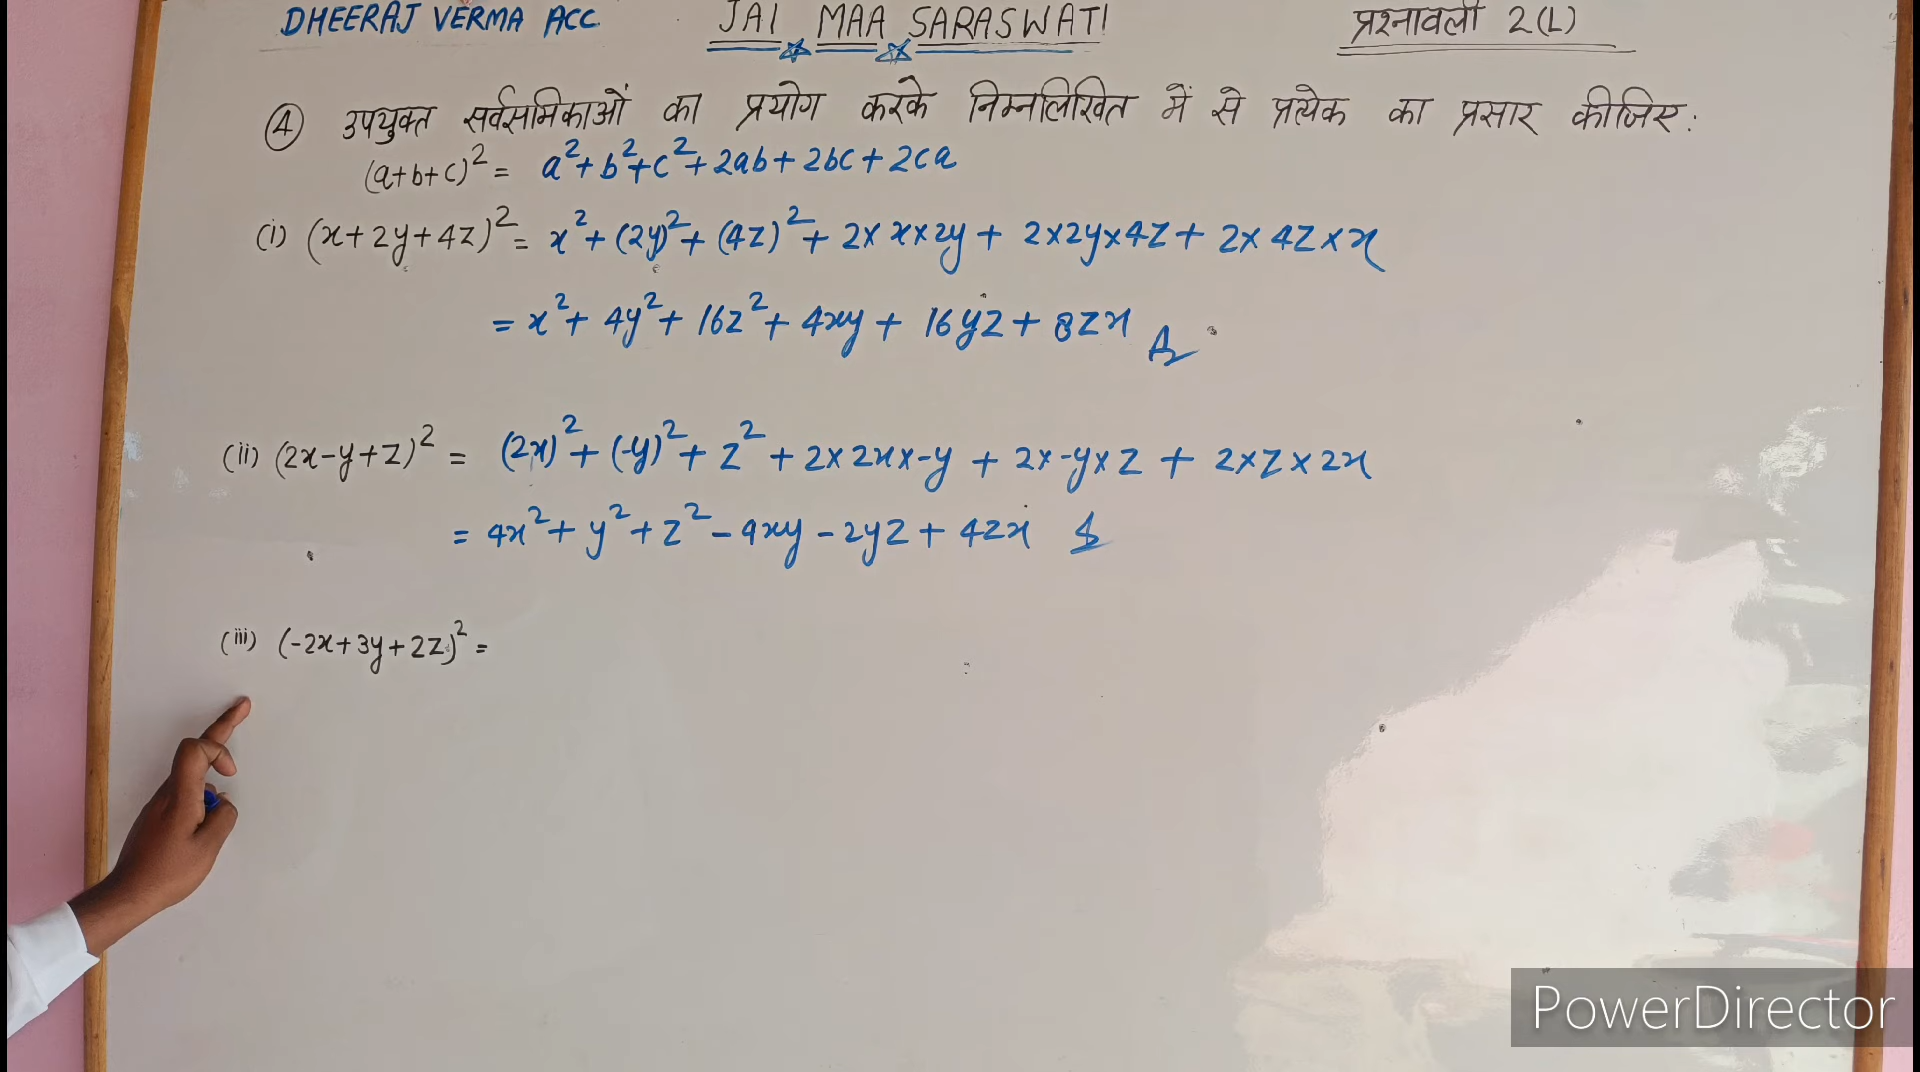 DHEERAJ VERMA ACC. JAI MAA SARASWATI प्रश्नावली 2(L)
④ उपयुक्त सर्वसमिकाओं का प्रयोग करके निम्नलिखित में से प्रत्येक का प्रसार कीजिए:
(a+b+c)² = a²+b²+c²+2ab+2bc+2ca
(i) (x+2y+4z)² = x²+(2y)²+(4z)²+2×x×2y+2×2y×4z+2×4z×x
= x²+4y²+16z²+4xy+16yz+8zx
(ii) (2x-y+z)² = (2x)²+(-y)²+z²+2×2x×-y+2×-y×z+2×z×2x
= 4x²+y²+z²-4xy-2yz+4zx
(iii) (-2x+3y+2z)² =
PowerDirector